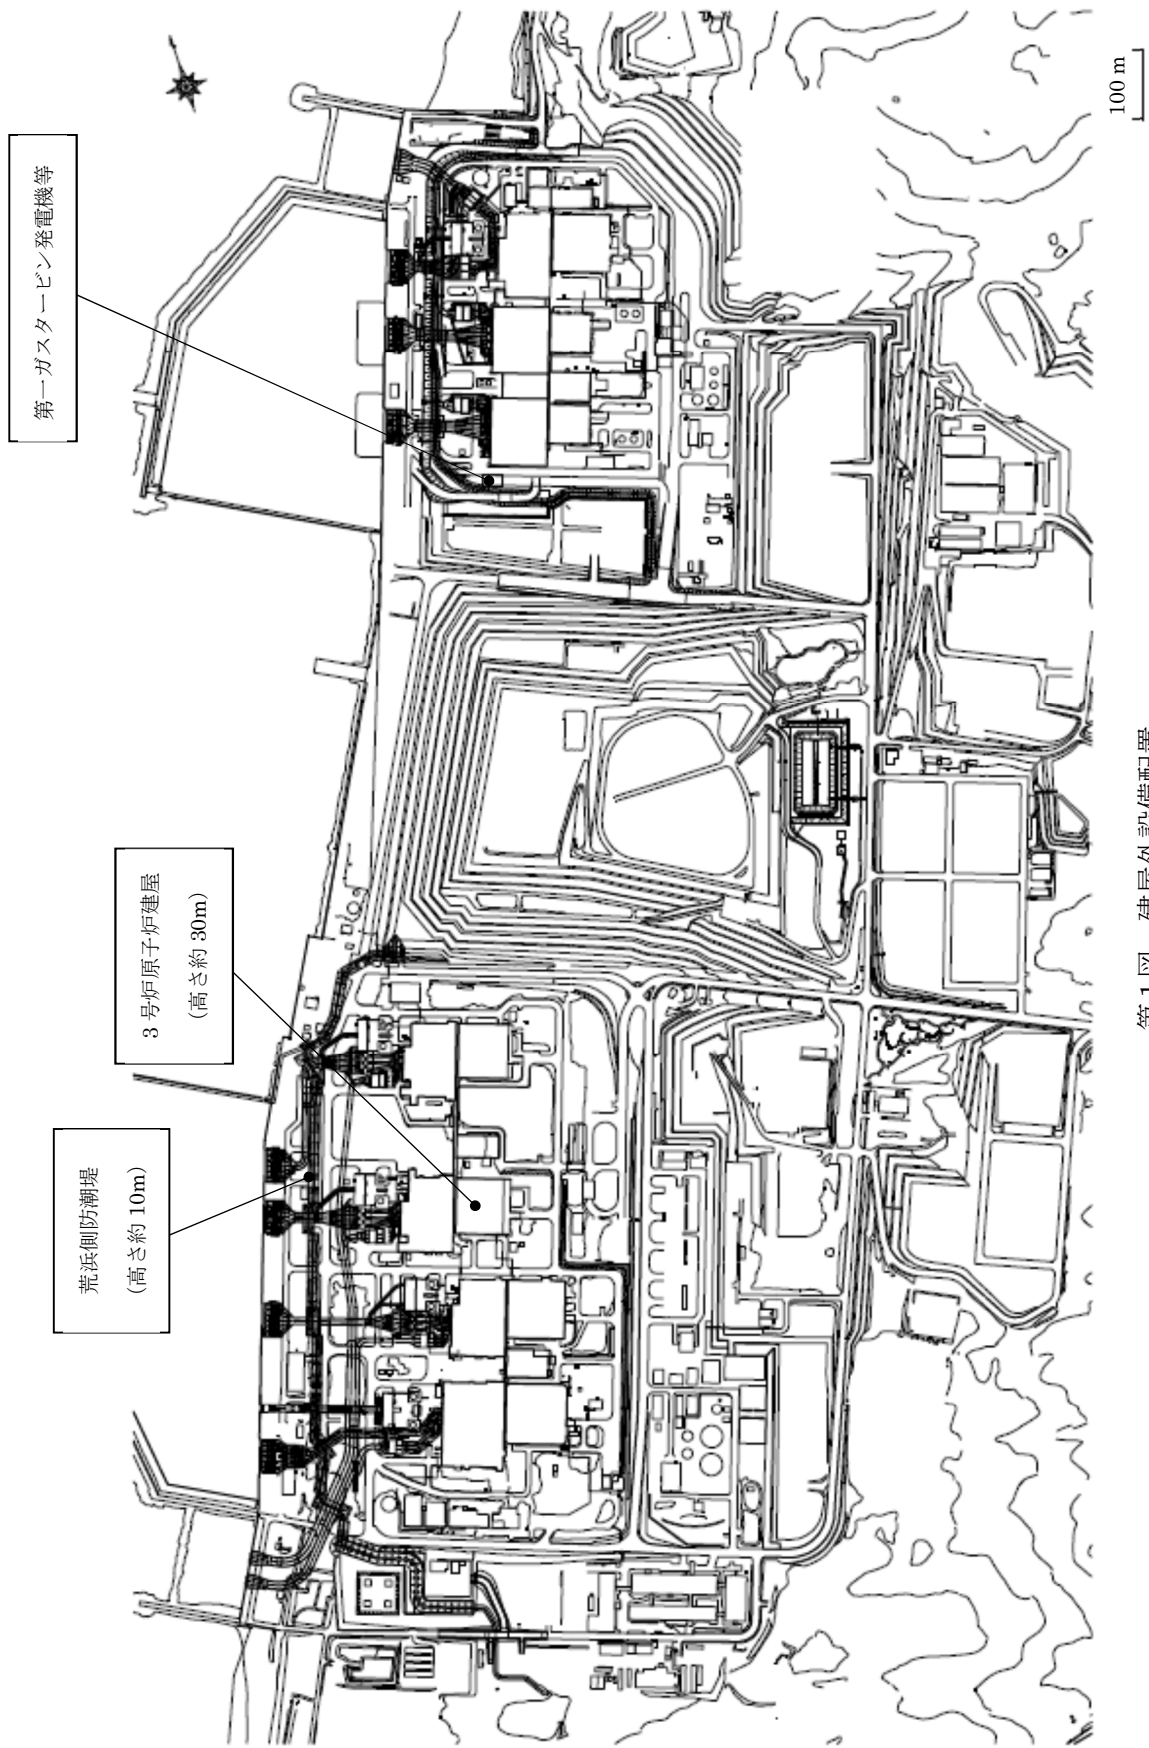 第一ガスタービン発電機等
3 号炉原子炉建屋
(高さ約 30m)
荒浜側防潮堤
(高さ約 10m)
100 m
第 1 図 建屋外設備配置